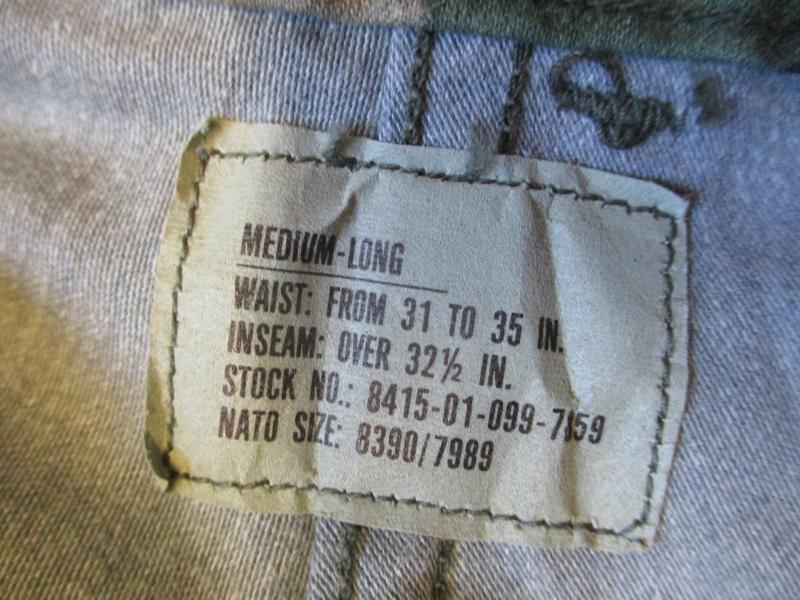 MEDIUM-LONG
WAIST: FROM 31 TO 35 IN.
INSEAM: OVER 32½ IN.
STOCK NO.: 8415-01-099-7859
NATO SIZE: 8390/7989